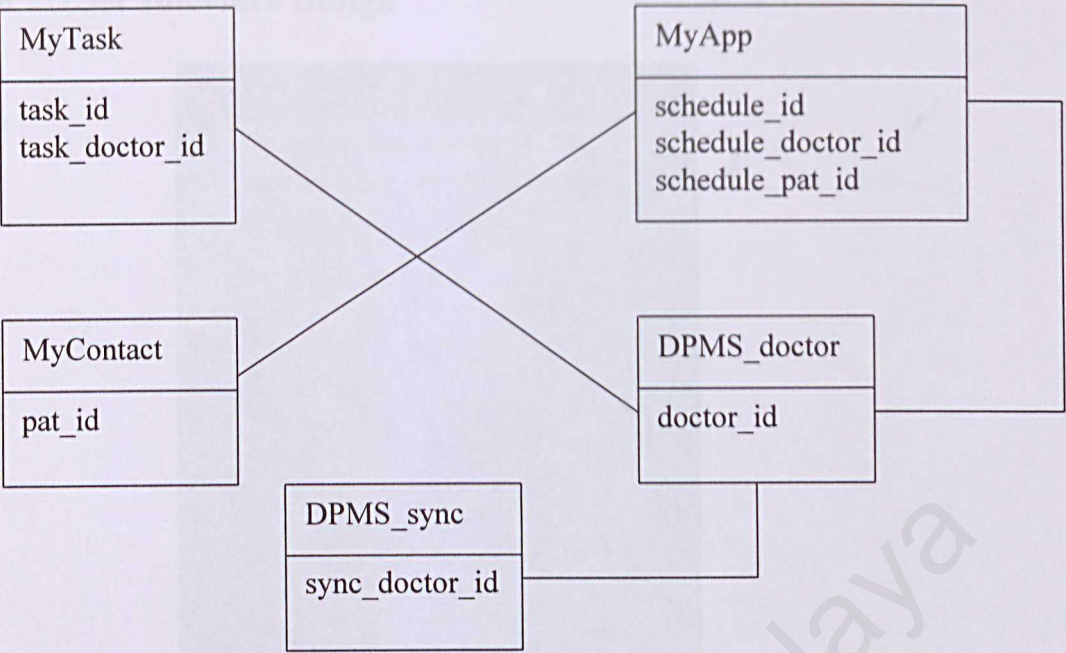 MyTask
task_id
task_doctor_id
MyApp
schedule_id
schedule_doctor_id
schedule_pat_id
MyContact
pat_id
DPMS_doctor
doctor_id
DPMS_sync
sync_doctor_id